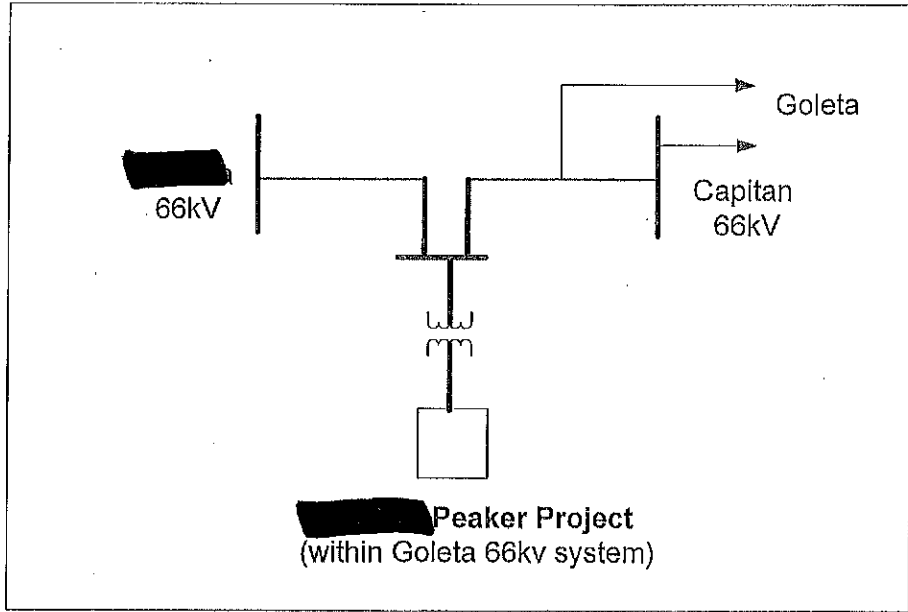 Goleta
66kV
Capitan
66kV
Peaker Project
(within Goleta 66kv system)